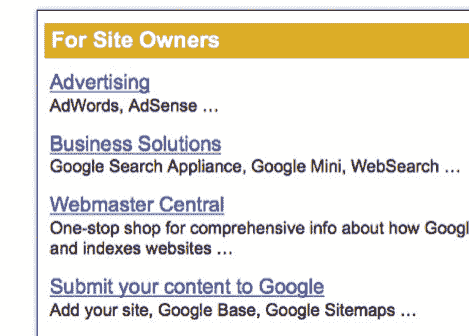 For Site Owners
Advertising
AdWords, AdSense ...
Business Solutions
Google Search Appliance, Google Mini, WebSearch ...
Webmaster Central
One-stop shop for comprehensive info about how Googl
and indexes websites ...
Submit your content to Google
Add your site, Google Base, Google Sitemaps ...